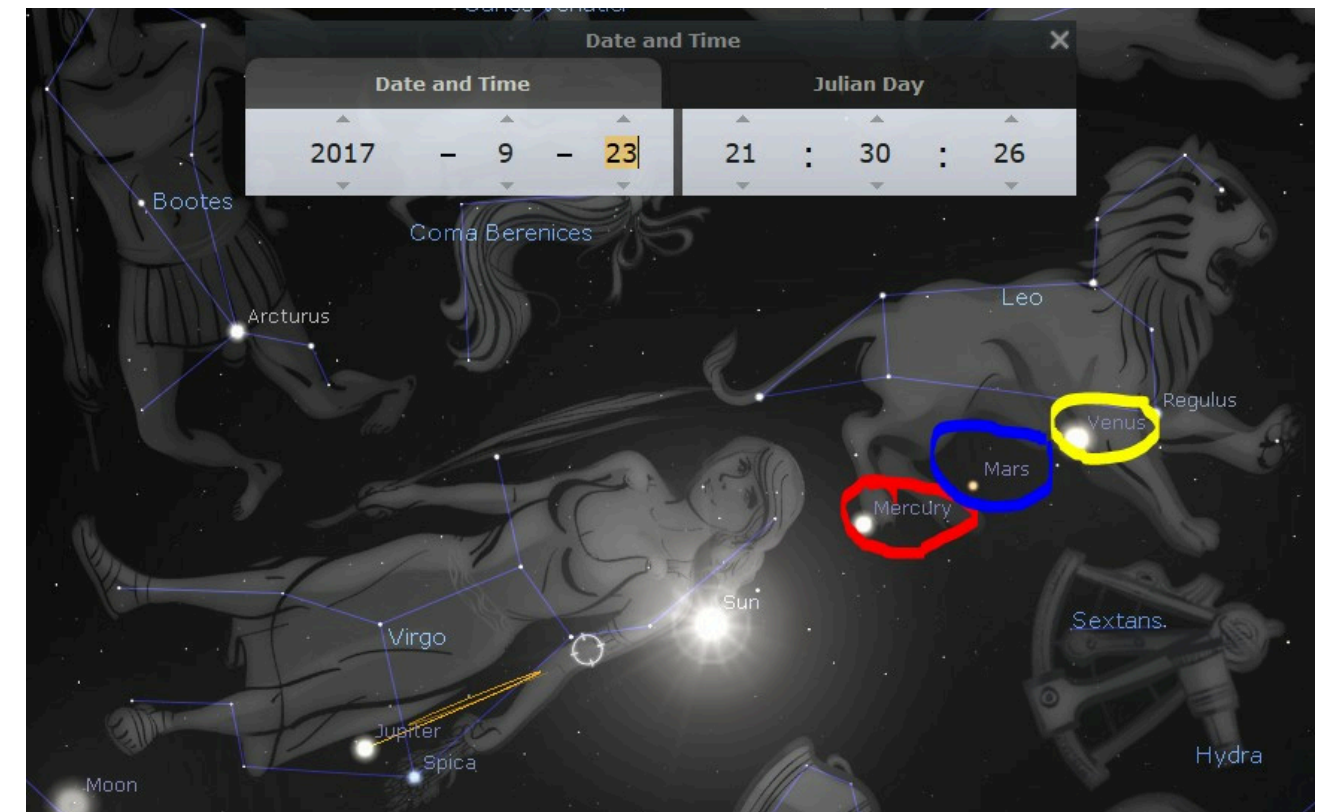 Date and Time
Date and Time
Julian Day
2017 – 9 – 23
21 : 30 : 26
Bootes
Coma Berenices
Leo
Arcturus
Regulus
Venus
Mars
Mercury
Sun
Sextans
Virgo
Jupiter
Spica
Hydra
Moon